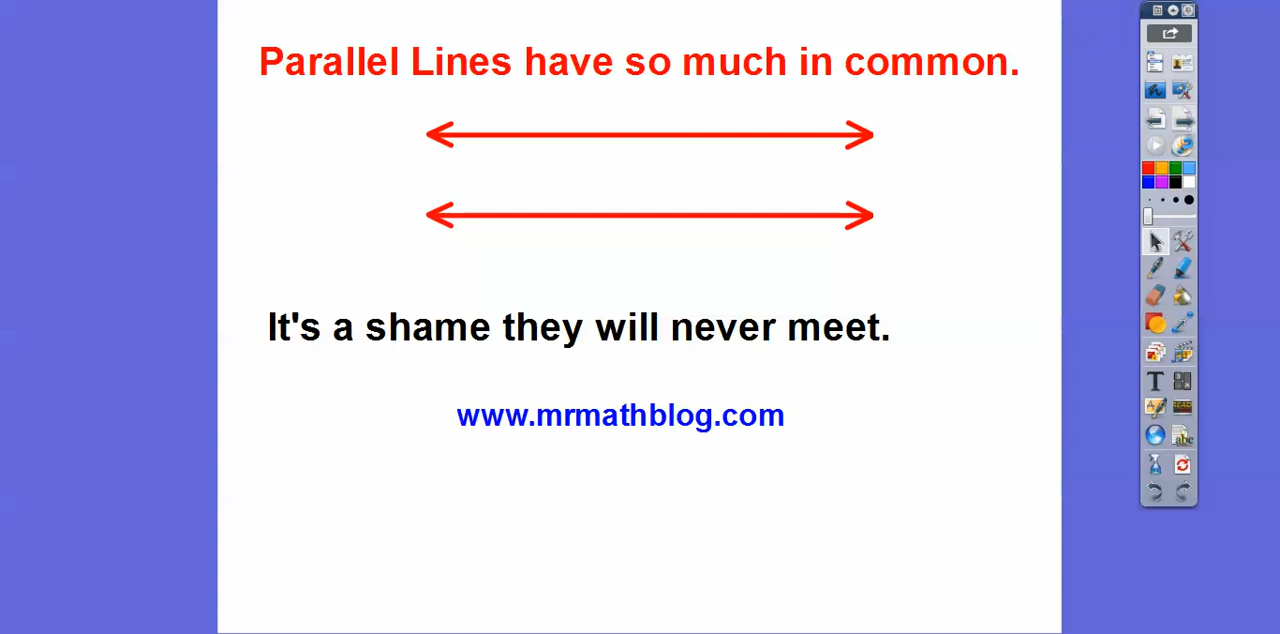 Parallel Lines have so much in common.
It's a shame they will never meet.
www.mrmathblog.com